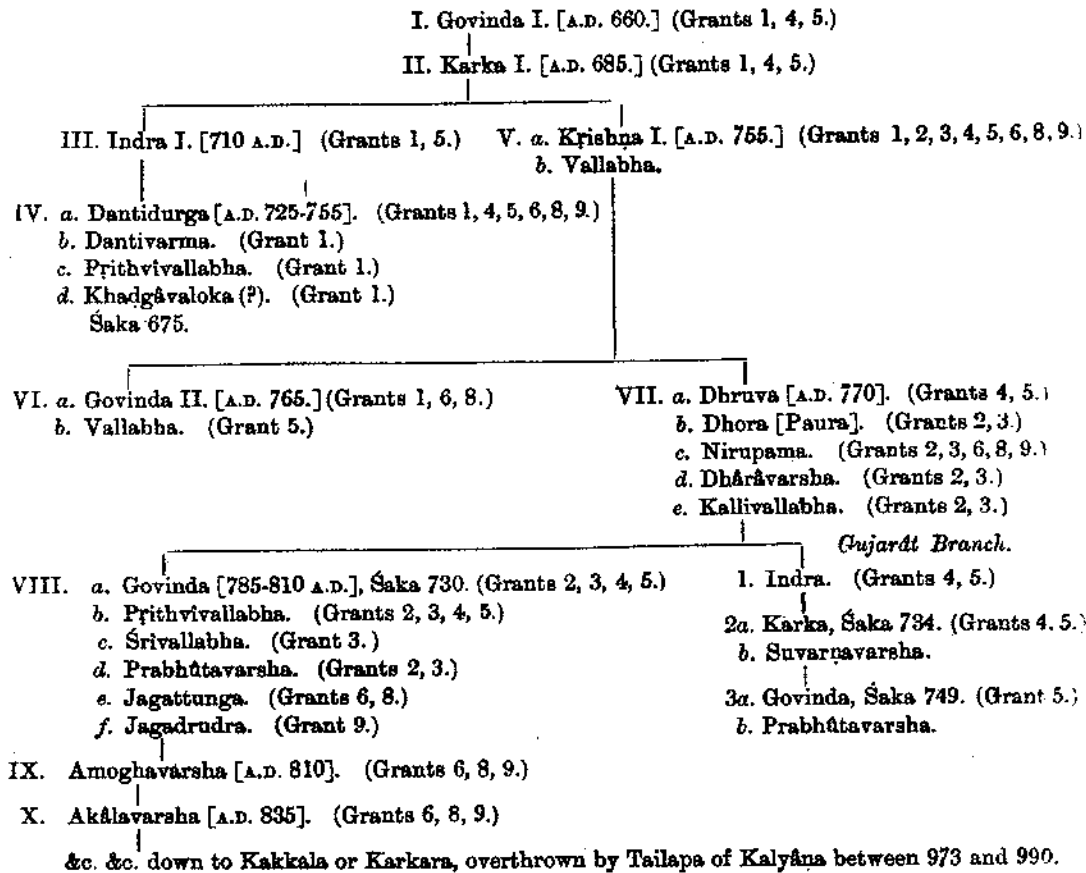 I. Govinda I. [A.D. 660.] (Grants 1, 4, 5.)
II. Karka I. [A.D. 685.] (Grants 1, 4, 5.)
III. Indra I. [710 A.D.] (Grants 1, 5.) V. a. Kṛishṇa I. [A.D. 755.] (Grants 1, 2, 3, 4, 5, 6, 8, 9.)
b. Vallabha.
IV. a. Dantidurga [A.D. 725-755]. (Grants 1, 4, 5, 6, 8, 9.)
b. Dantivarma. (Grant 1.)
c. Pṛithvîvallabha. (Grant 1.)
d. Khaḍgâvaloka (?). (Grant 1.)
Śaka 675.
VI. a. Govinda II. [A.D. 765.] (Grants 1, 6, 8.) VII. a. Dhruva [A.D. 770]. (Grants 4, 5.)
b. Vallabha. (Grant 5.) b. Dhora [Paura]. (Grants 2, 3.)
c. Nirupama. (Grants 2, 3, 6, 8, 9.)
d. Dhârâvarsha. (Grants 2, 3.)
e. Kallivallabha. (Grants 2, 3.)
Gujarât Branch.
VIII. a. Govinda [785-810 A.D.], Śaka 730. (Grants 2, 3, 4, 5.) 1. Indra. (Grants 4, 5.)
b. Pṛithvîvallabha. (Grants 2, 3, 4, 5.) 2a. Karka, Śaka 734. (Grants 4. 5.)
c. Śrivallabha. (Grant 3.) b. Suvarṇavarsha.
d. Prabhûtavarsha. (Grants 2, 3.)
e. Jagattunga. (Grants 6, 8.) 3a. Govinda, Śaka 749. (Grant 5.)
f. Jagadrudra. (Grant 9.) b. Prabhûtavarsha.
IX. Amoghavarsha [A.D. 810]. (Grants 6, 8, 9.)
X. Akâlavarsha [A.D. 835]. (Grants 6, 8, 9.)
&c. &c. down to Kakkala or Karkara, overthrown by Tailapa of Kalyâna between 973 and 990.